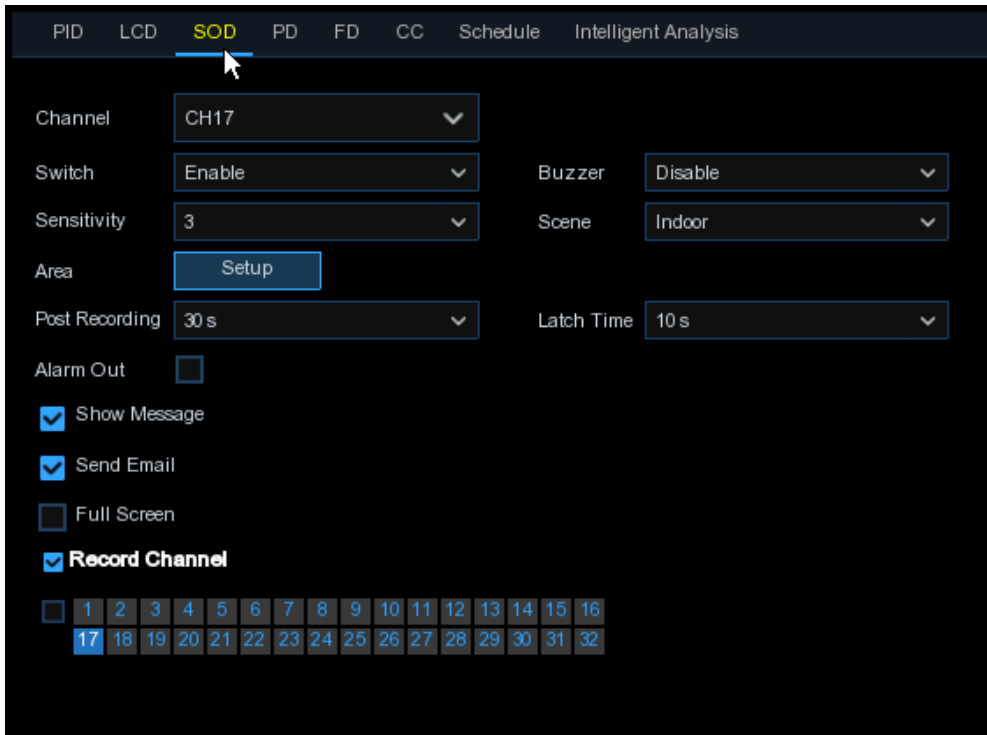 PID LCD SOD PD FD CC Schedule Intelligent Analysis
Channel CH17
Switch Enable Buzzer Disable
Sensitivity 3 Scene Indoor
Area Setup
Post Recording 30 s Latch Time 10 s
Alarm Out
Show Message
Send Email
Full Screen
Record Channel
1 2 3 4 5 6 7 8 9 10 11 12 13 14 15 16
17 18 19 20 21 22 23 24 25 26 27 28 29 30 31 32